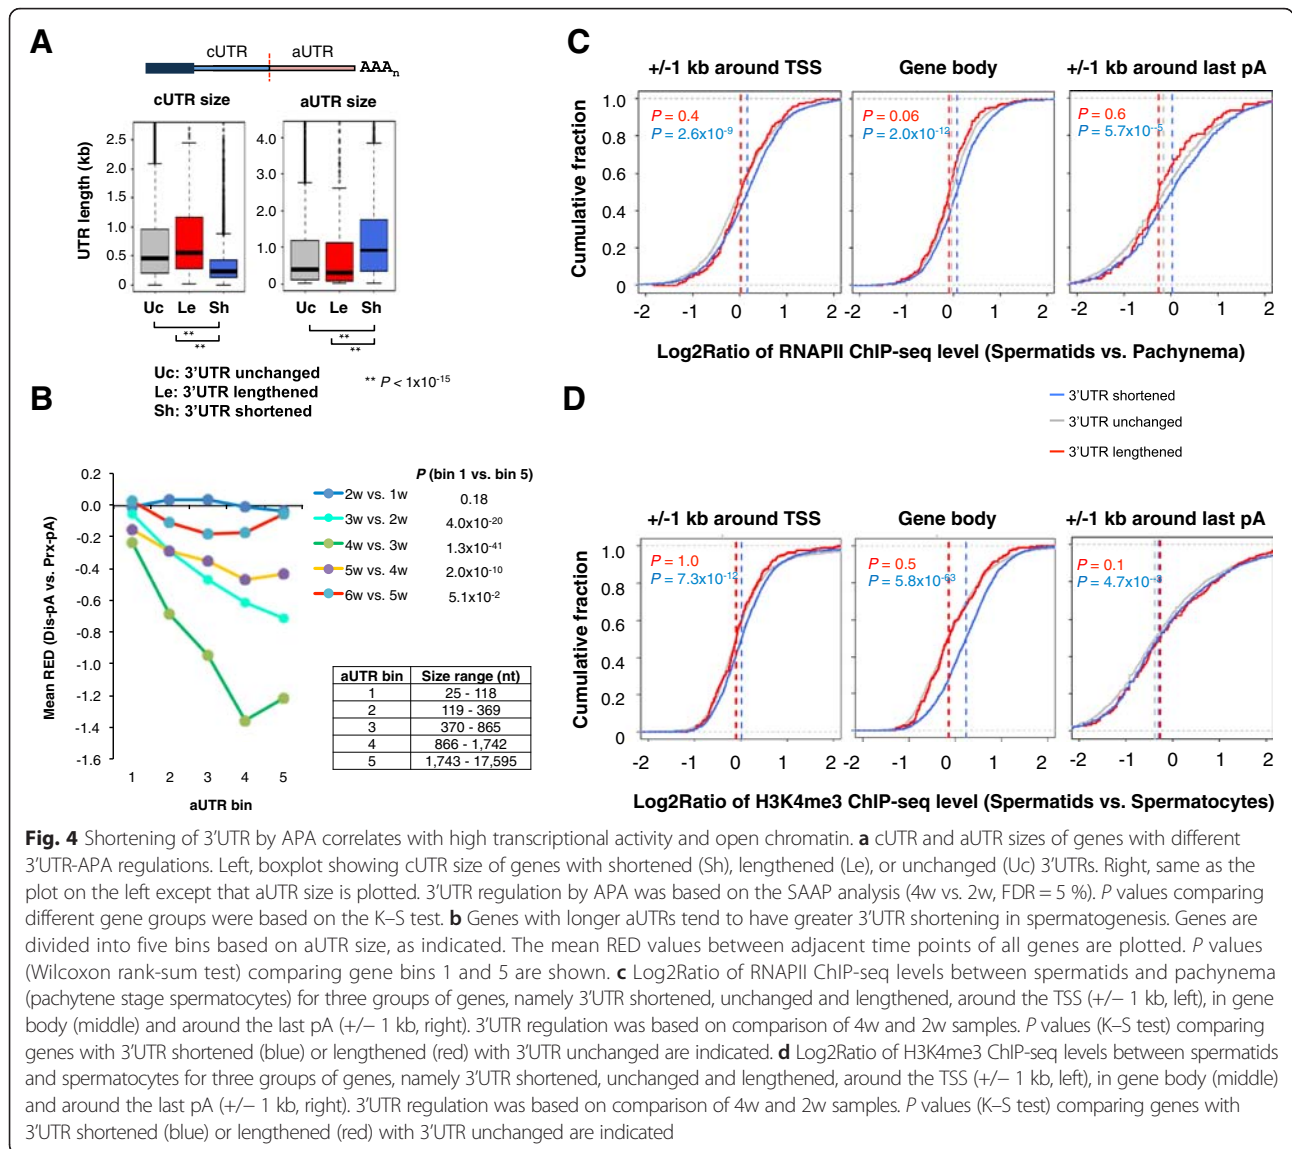 A
cUTR aUTR
AAAn
cUTR size aUTR size
UTR length (kb)
2.5
2.0
1.5
1.0
0.5
0
4.0
3.0
2.0
1.0
0
Uc Le Sh Uc Le Sh
** **
** **
Uc: 3'UTR unchanged
Le: 3'UTR lengthened
Sh: 3'UTR shortened
** P < 1x10-15
B
Mean RED (Dis-pA vs. Prx-pA)
0.2
0.0
-0.2
-0.4
-0.6
-0.8
-1.0
-1.2
-1.4
-1.6
1 2 3 4 5
aUTR bin
P (bin 1 vs. bin 5)
2w vs. 1w 0.18
3w vs. 2w 4.0x10-20
4w vs. 3w 1.3x10-41
5w vs. 4w 2.0x10-10
6w vs. 5w 5.1x10-2
aUTR bin Size range (nt)
1 25 - 118
2 119 - 369
3 370 - 865
4 866 - 1,742
5 1,743 - 17,595
C
+/-1 kb around TSS Gene body +/-1 kb around last pA
Cumulative fraction
1.0
0.8
0.6
0.4
0.2
0
P = 0.4
P = 2.6x10-9
P = 0.06
P = 2.0x10-12
P = 0.6
P = 5.7x10-5
-2 -1 0 1 2 -2 -1 0 1 2 -2 -1 0 1 2
Log2Ratio of RNAPII ChIP-seq level (Spermatids vs. Pachynema)
D
3'UTR shortened
3'UTR unchanged
3'UTR lengthened
+/-1 kb around TSS Gene body +/-1 kb around last pA
Cumulative fraction
1.0
0.8
0.6
0.4
0.2
0
P = 1.0
P = 7.3x10-12
P = 0.5
P = 5.8x10-63
P = 0.1
P = 4.7x10-3
-2 -1 0 1 2 -2 -1 0 1 2 -2 -1 0 1 2
Log2Ratio of H3K4me3 ChIP-seq level (Spermatids vs. Spermatocytes)
Fig. 4 Shortening of 3'UTR by APA correlates with high transcriptional activity and open chromatin. a cUTR and aUTR sizes of genes with different
3'UTR-APA regulations. Left, boxplot showing cUTR size of genes with shortened (Sh), lengthened (Le), or unchanged (Uc) 3'UTRs. Right, same as the
plot on the left except that aUTR size is plotted. 3'UTR regulation by APA was based on the SAAP analysis (4w vs. 2w, FDR = 5 %). P values comparing
different gene groups were based on the K–S test. b Genes with longer aUTRs tend to have greater 3'UTR shortening in spermatogenesis. Genes are
divided into five bins based on aUTR size, as indicated. The mean RED values between adjacent time points of all genes are plotted. P values
(Wilcoxon rank-sum test) comparing gene bins 1 and 5 are shown. c Log2Ratio of RNAPII ChIP-seq levels between spermatids and pachynema
(pachytene stage spermatocytes) for three groups of genes, namely 3'UTR shortened, unchanged and lengthened, around the TSS (+/− 1 kb, left), in gene
body (middle) and around the last pA (+/− 1 kb, right). 3'UTR regulation was based on comparison of 4w and 2w samples. P values (K–S test) comparing
genes with 3'UTR shortened (blue) or lengthened (red) with 3'UTR unchanged are indicated. d Log2Ratio of H3K4me3 ChIP-seq levels between spermatids
and spermatocytes for three groups of genes, namely 3'UTR shortened, unchanged and lengthened, around the TSS (+/− 1 kb, left), in gene body (middle)
and around the last pA (+/− 1 kb, right). 3'UTR regulation was based on comparison of 4w and 2w samples. P values (K–S test) comparing genes with
3'UTR shortened (blue) or lengthened (red) with 3'UTR unchanged are indicated